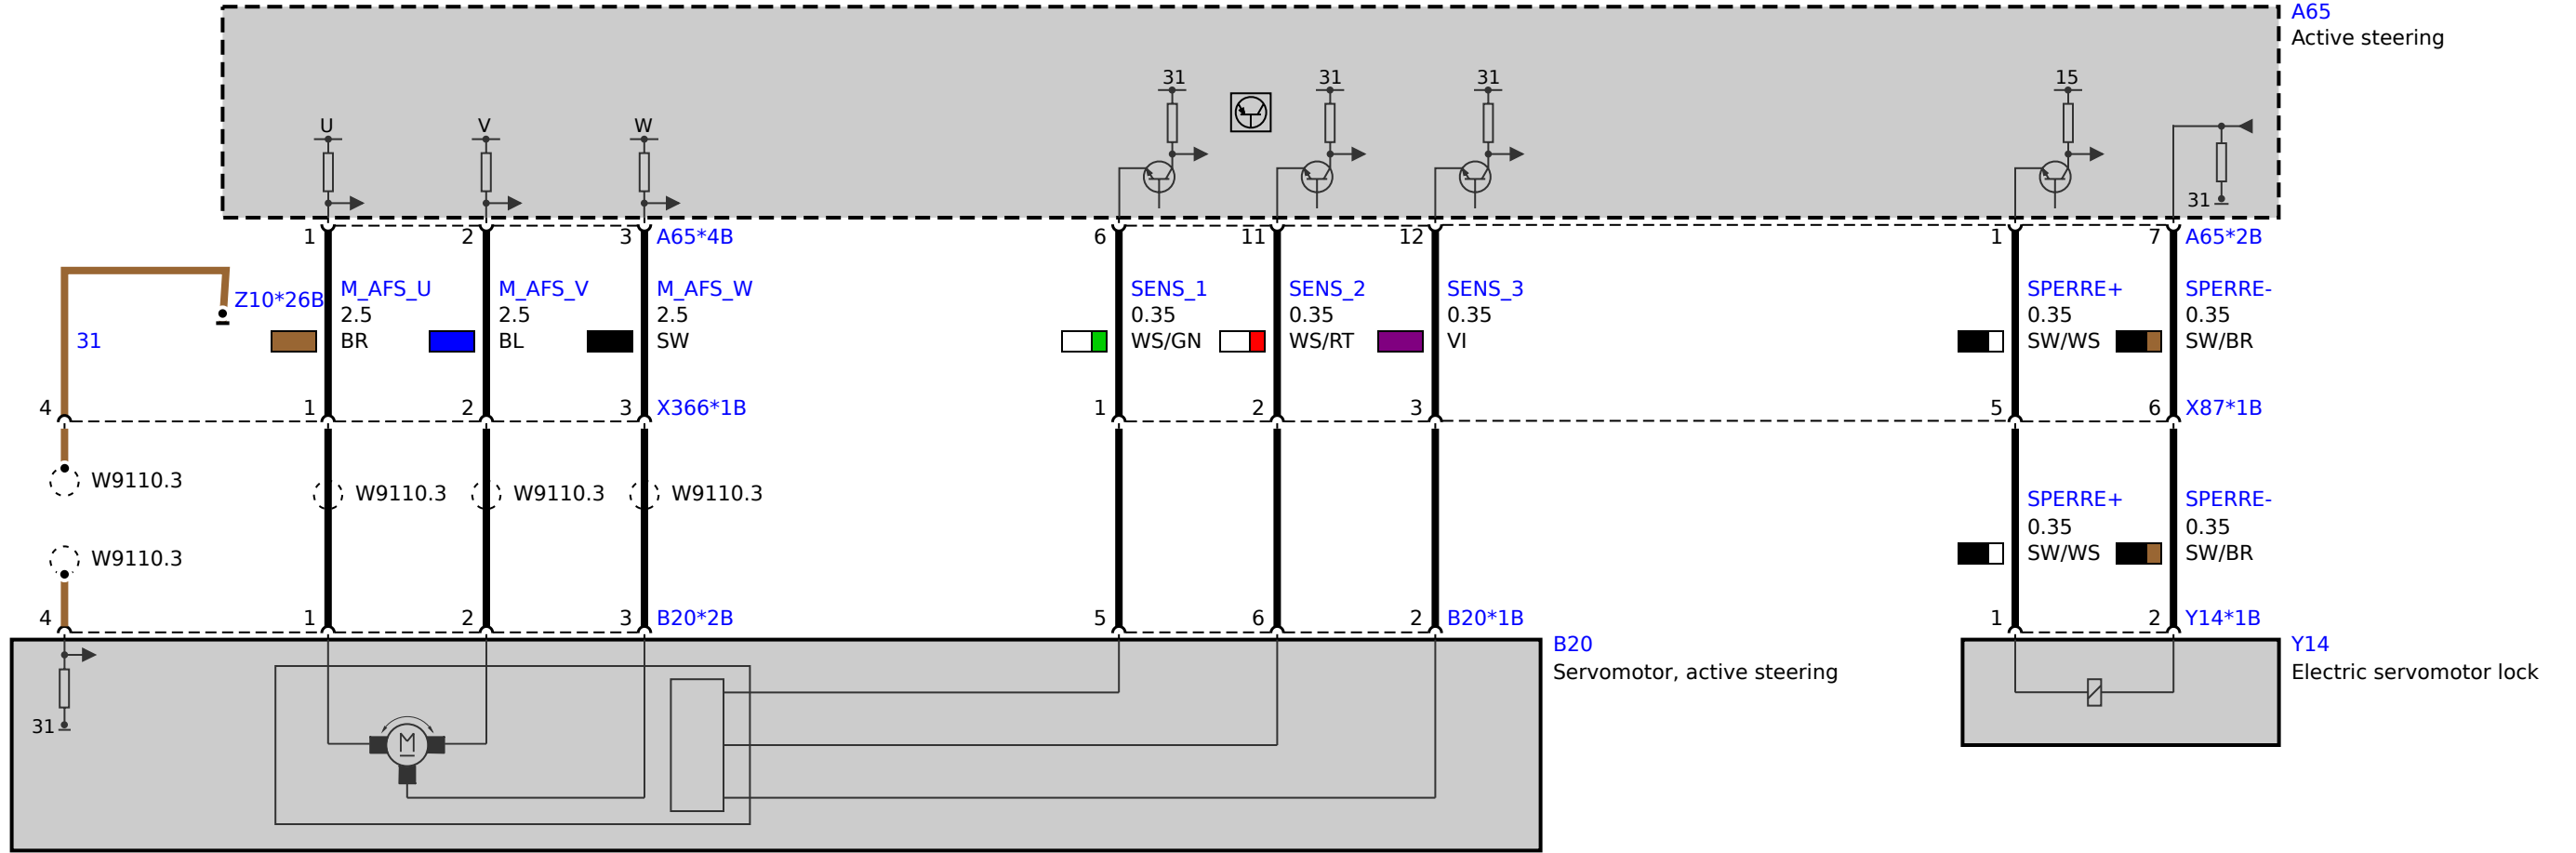 A65
Active steering
31 31 31 15
U V W
31
1 2 3 A65*4B 6 11 12 1 7 A65*2B
Z10*26B M_AFS_U M_AFS_V M_AFS_W SENS_1 SENS_2 SENS_3 SPERRE+ SPERRE-
2.5 2.5 2.5 0.35 0.35 0.35 0.35 0.35
31 BR BL SW WS/GN WS/RT VI SW/WS SW/BR
4 1 2 3 X366*1B 1 2 3 5 6 X87*1B
W9110.3 W9110.3 W9110.3 W9110.3
SPERRE+ SPERRE-
0.35 0.35
W9110.3 SW/WS SW/BR
4 1 2 3 B20*2B 5 6 2 B20*1B 1 2 Y14*1B
B20 Y14
Servomotor, active steering Electric servomotor lock
31
M